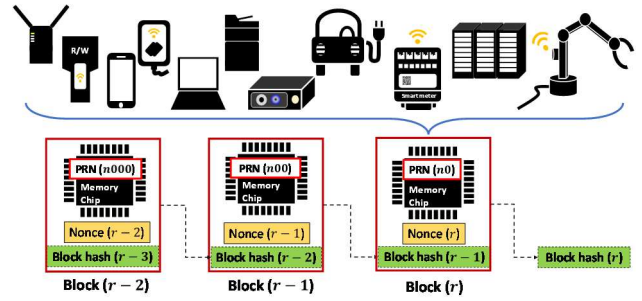 R/W
Smart meter
PRN (n000)
Memory
Chip
Nonce (r − 2)
Block hash (r − 3)
Block (r − 2)
PRN (n00)
Memory
Chip
Nonce (r − 1)
Block hash (r − 2)
Block (r − 1)
PRN (n0)
Memory
Chip
Nonce (r)
Block hash (r − 1)
Block (r)
Block hash (r)